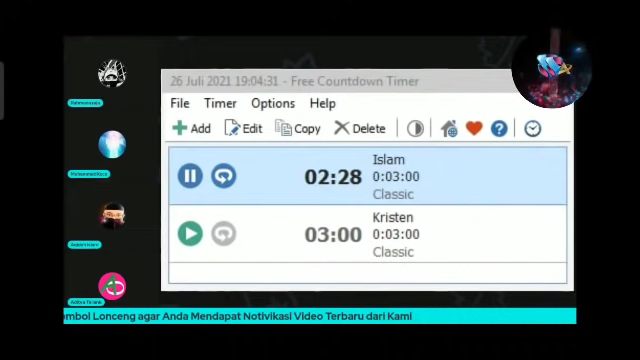 26 Juli 2021 19:04:31 - Free Countdown Timer
File Timer Options Help
Add Edit Copy Delete
Islam
02:28 0:03:00
Classic
Kristen
03:00 0:03:00
Classic
ombol Lonceng agar Anda Mendapat Notivikasi Video Terbaru dari Kami